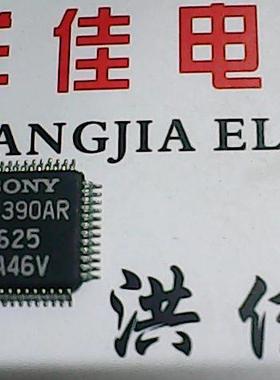 佳电
ANGJIA EL
SONY
390AR
625
A46V
洪